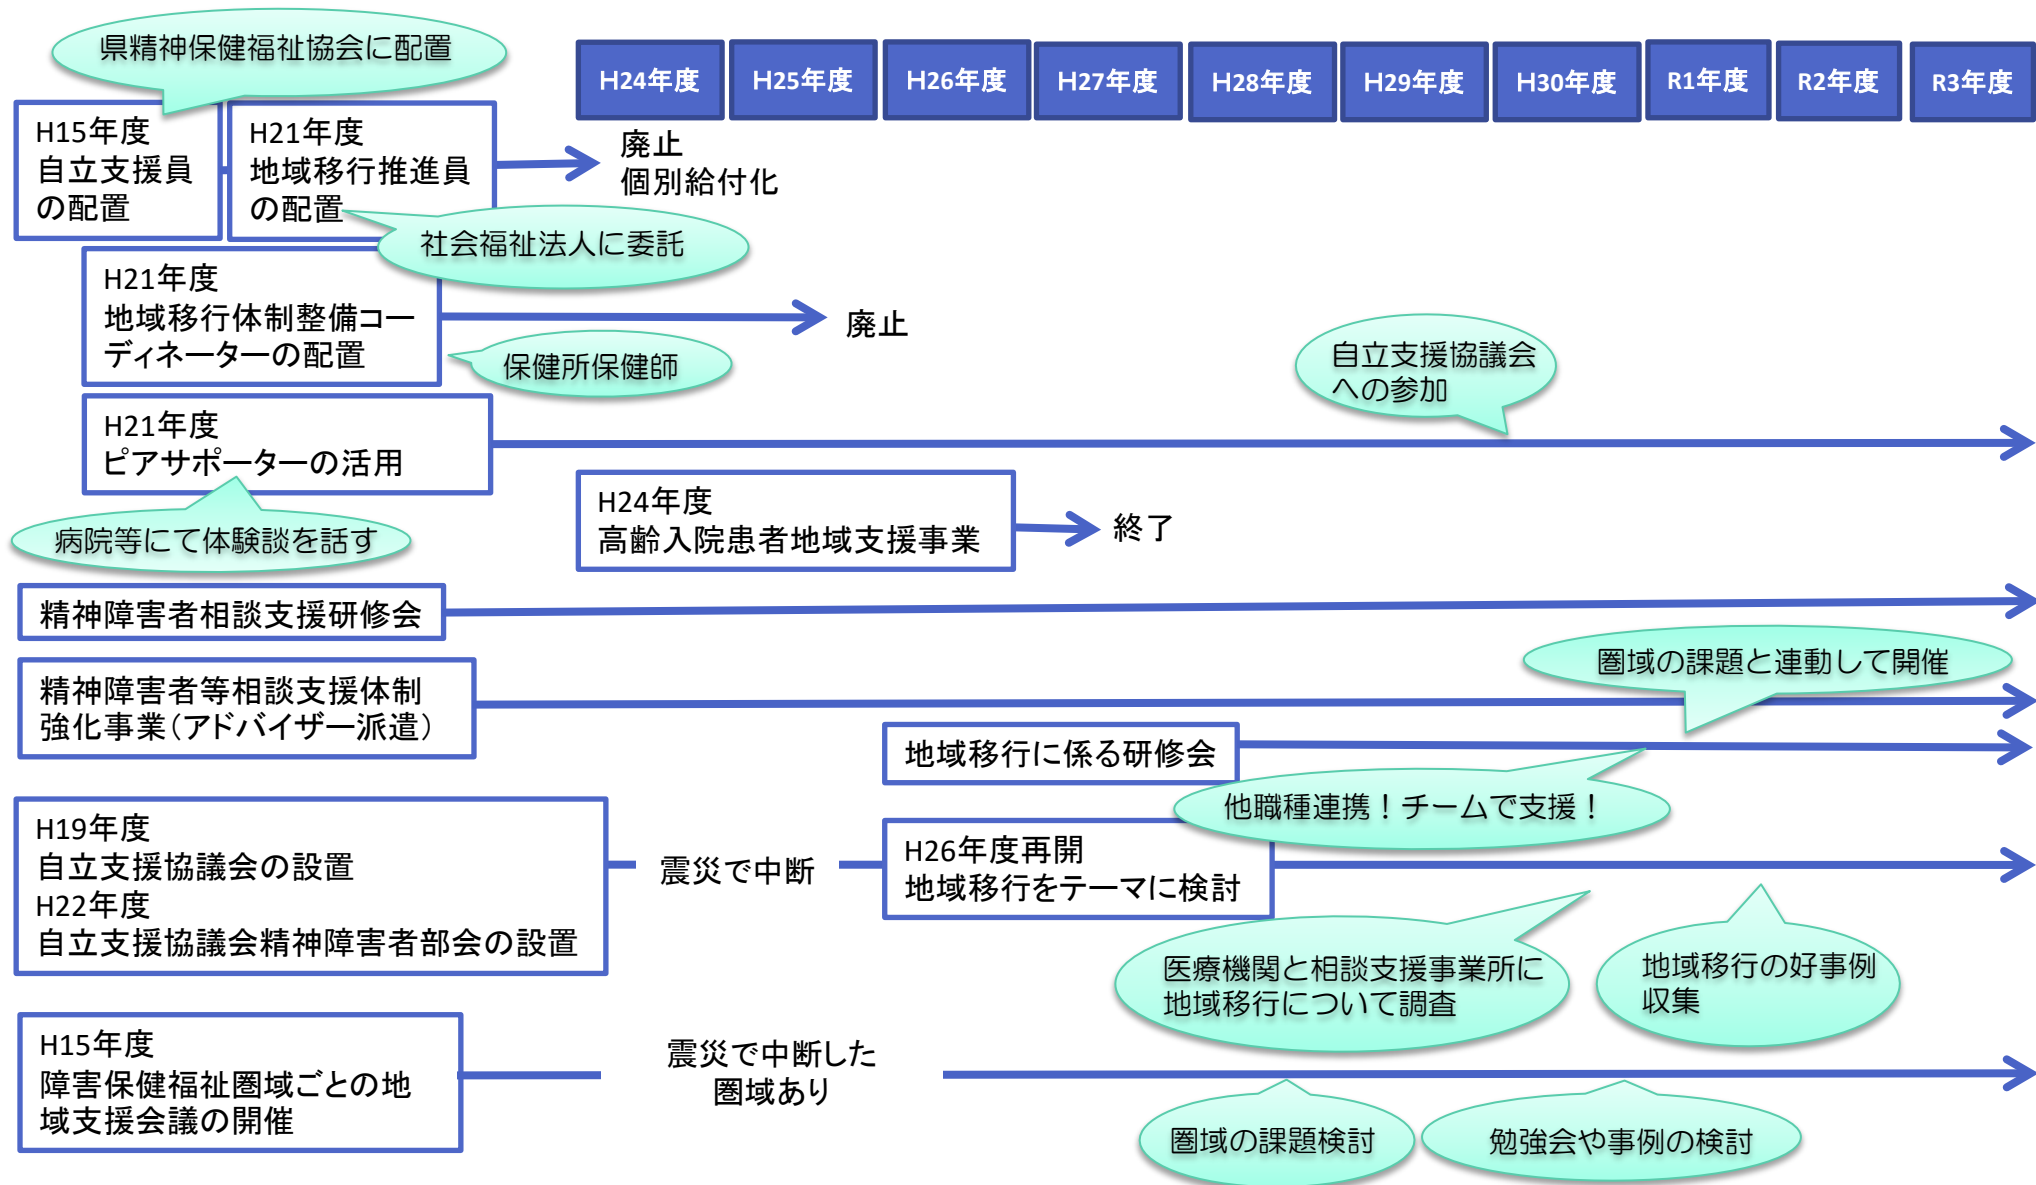 県精神保健福祉協会に配置
H24年度
H25年度
H26年度
H27年度
H28年度
H29年度
H30年度
R1年度
R2年度
R3年度
H15年度
自立支援員
の配置
H21年度
地域移行推進員
の配置
廃止
個別給付化
社会福祉法人に委託
H21年度
地域移行体制整備コー
ディネーターの配置
廃止
保健所保健師
自立支援協議会
への参加
H21年度
ピアサポーターの活用
病院等にて体験談を話す
H24年度
高齢入院患者地域支援事業
終了
精神障害者相談支援研修会
圏域の課題と連動して開催
精神障害者等相談支援体制
強化事業(アドバイザー派遣)
地域移行に係る研修会
他職種連携！チームで支援！
H19年度
自立支援協議会の設置
H22年度
自立支援協議会精神障害者部会の設置
震災で中断
H26年度再開
地域移行をテーマに検討
医療機関と相談支援事業所に
地域移行について調査
地域移行の好事例
収集
H15年度
障害保健福祉圏域ごとの地
域支援会議の開催
震災で中断した
圏域あり
圏域の課題検討
勉強会や事例の検討